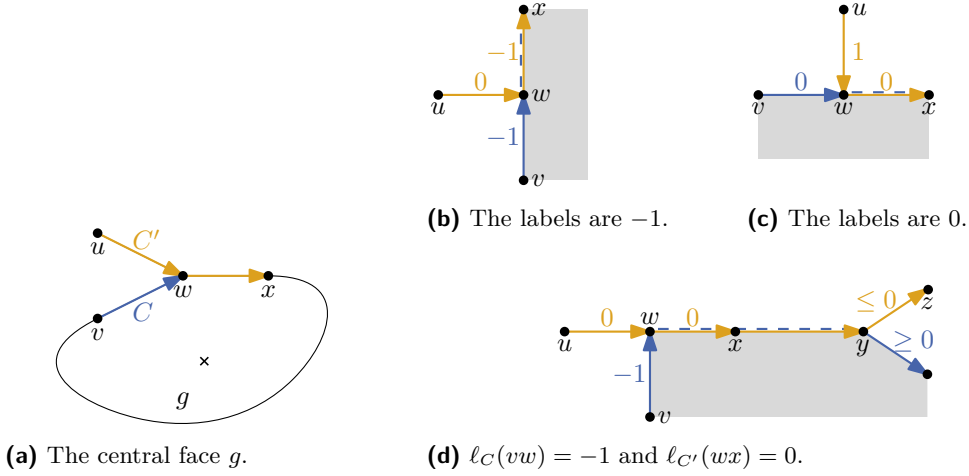 x
−1
0
u
w
−1
v
(b) The labels are −1.
u
1
0
0
v
w
x
(c) The labels are 0.
C′
u
w
x
C
v
g
(a) The central face g.
≤ 0
z
w
0
0
u
x
y
≥ 0
−1
v
(d) ℓC(vw) = −1 and ℓC′(wx) = 0.